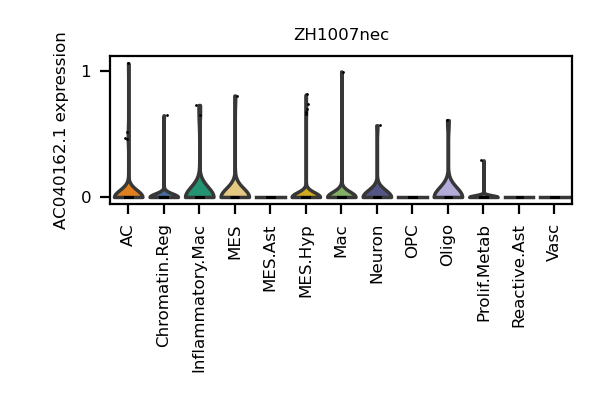 ZH1007nec
AC040162.1 expression
1
0
AC
Chromatin.Reg
Inflammatory.Mac
MES
MES.Ast
MES.Hyp
Mac
Neuron
OPC
Oligo
Prolif.Metab
Reactive.Ast
Vasc